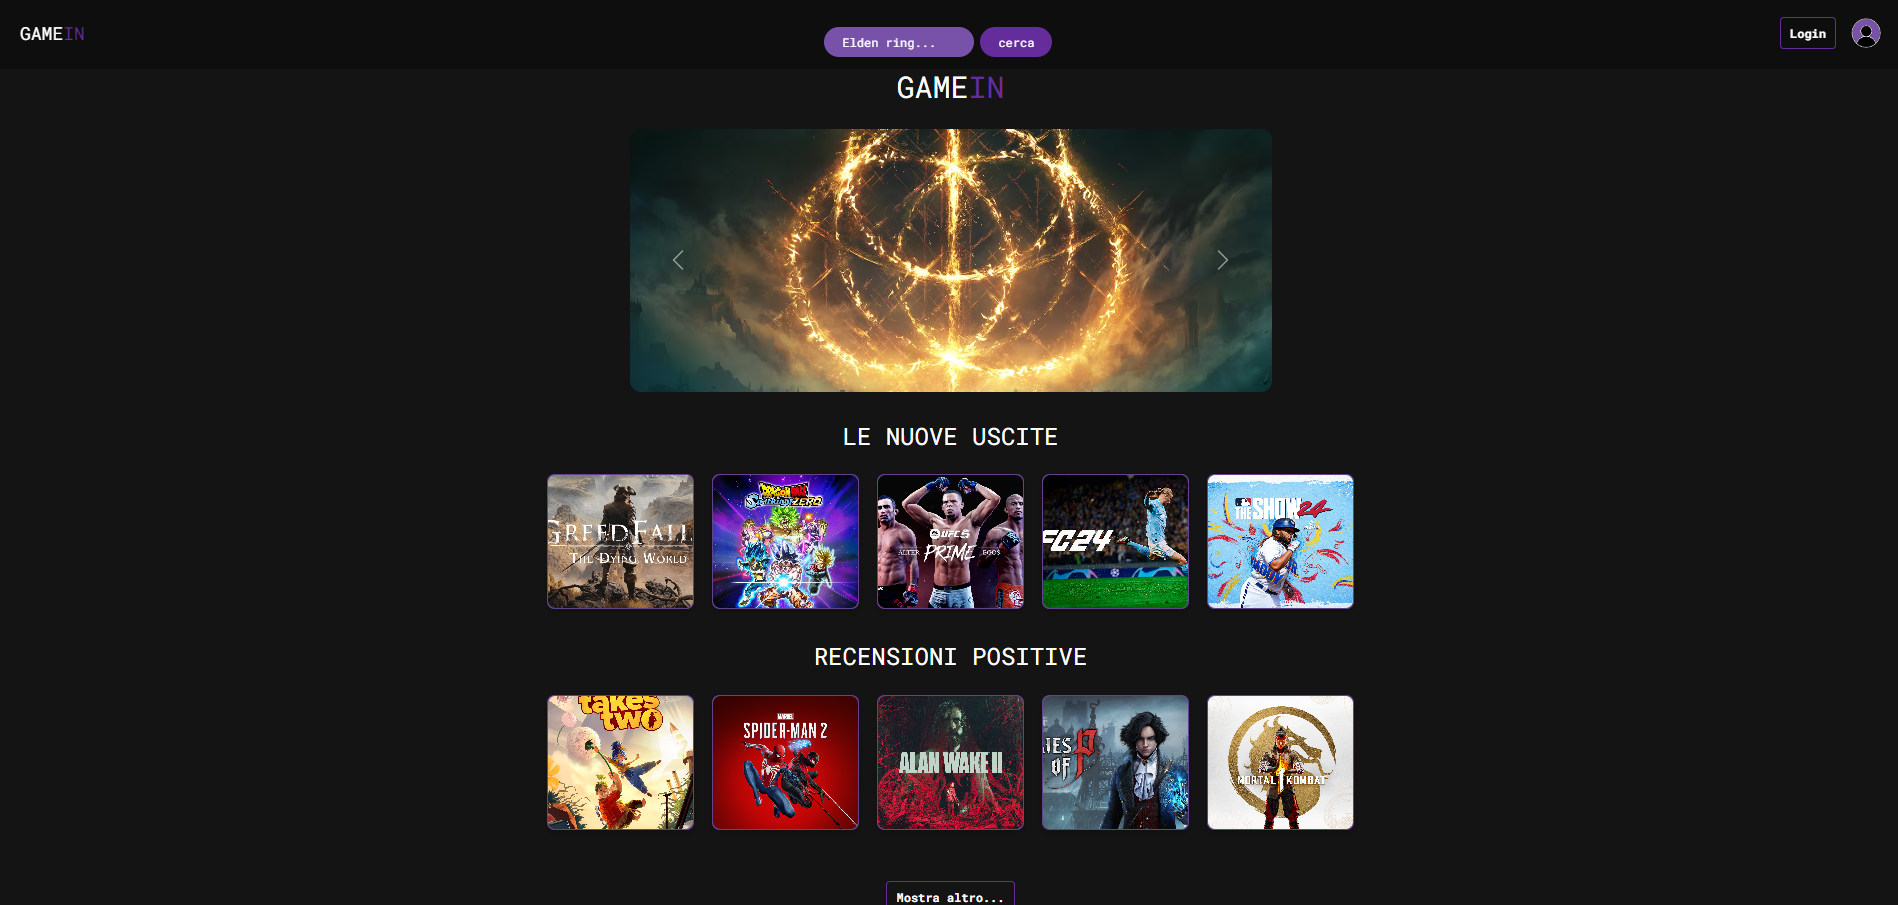 GAMEIN
Elden ring...
cerca
Login
GAMEIN
LE NUOVE USCITE
GREEDFALL
THE DYING WORLD
DRAGON BALL
Sparking! ZERO
UFC 5
ALTER PRIME EGOS
FC24
THE SHOW 24
RECENSIONI POSITIVE
takes
TWO
MARVEL
SPIDER-MAN 2
ALAN WAKE II
IES
OF P
MORTAL KOMBAT
Mostra altro...